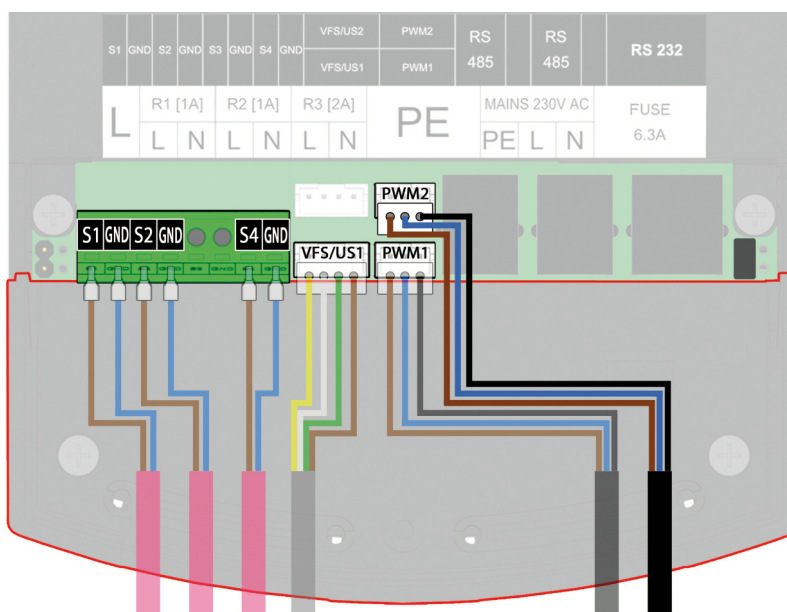 S1 GND S2 GND S3 GND S4 GND VFS/US2 PWM2 RS 485 RS 485 RS 232
VFS/US1 PWM1
L R1 [1A] R2 [1A] R3 [2A] PE MAINS 230V AC FUSE
L N L N L N PE L N 6.3A
PWM2
S1 GND S2 GND S4 GND
VFS/US1 PWM1